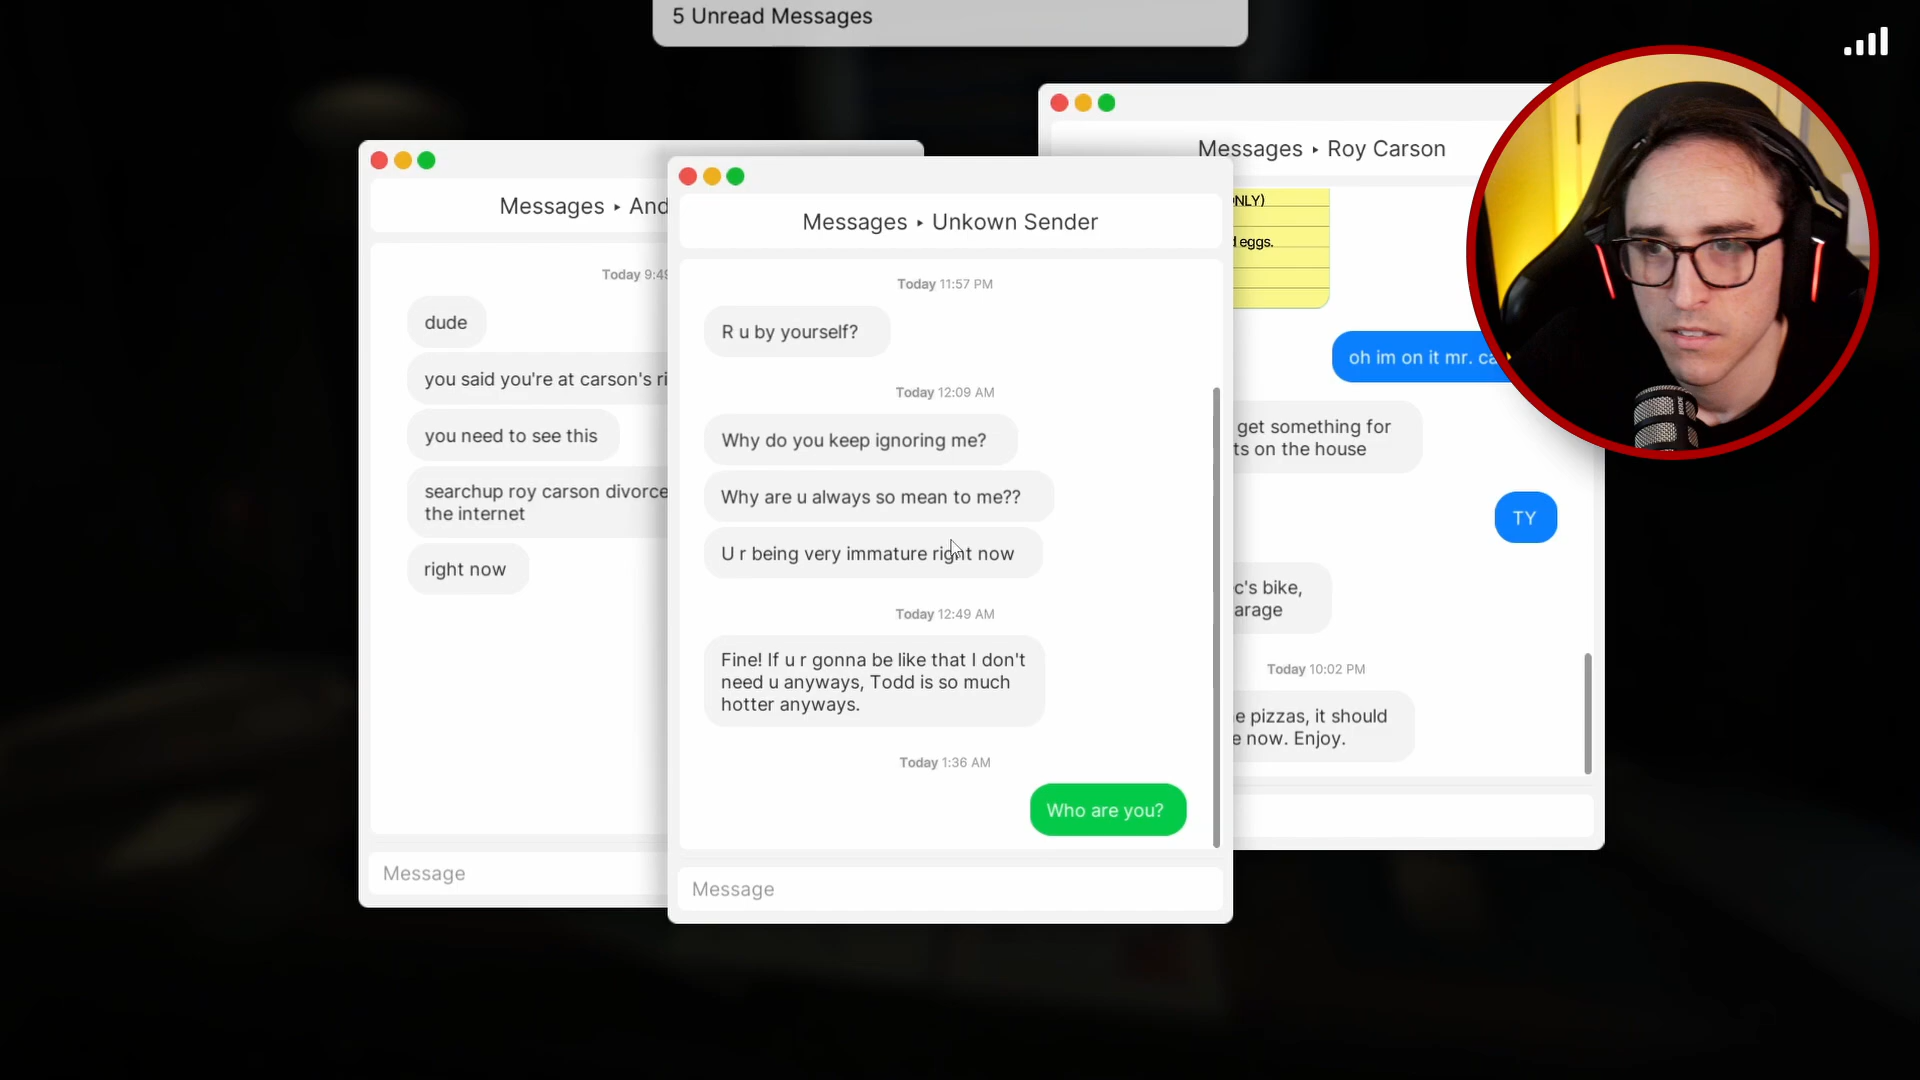 5 Unread Messages
Messages ▸ And
Today 9:49
dude
you said you're at carson's ri
you need to see this
searchup roy carson divorce
the internet
right now
Message
Messages ▸ Unkown Sender
Today 11:57 PM
R u by yourself?
Today 12:09 AM
Why do you keep ignoring me?
Why are u always so mean to me??
U r being very immature right now
Today 12:49 AM
Fine! If u r gonna be like that I don't
need u anyways, Todd is so much
hotter anyways.
Today 1:36 AM
Who are you?
Message
Messages ▸ Roy Carson
NLY)
d eggs.
oh im on it mr. ca
get something for
ts on the house
TY
c's bike,
arage
Today 10:02 PM
e pizzas, it should
e now. Enjoy.